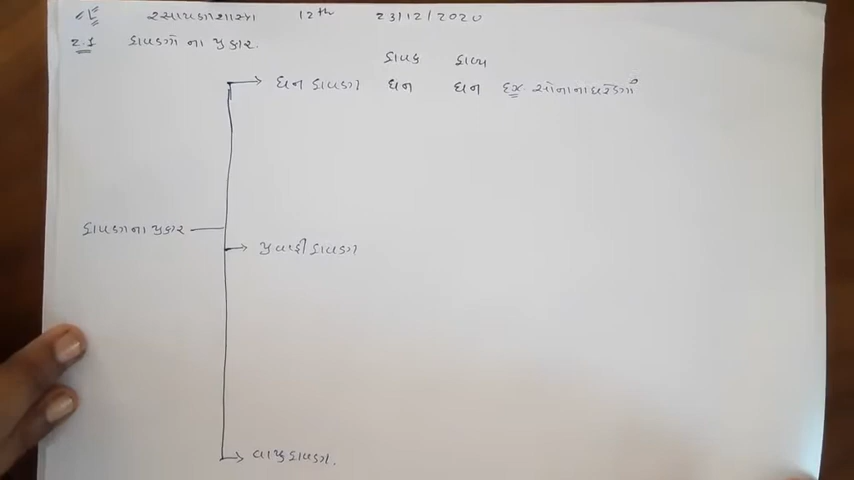 રસાયણશાસ્ત્ર 12th 23/12/2020
2.1 દ્રાવણો ના પ્રકાર.
દ્રાવક દ્રાવ્ય
ઘન દ્રાવણ ઘન ઘન Ex. સોનાના ઘરેણાં
દ્રાવણના પ્રકાર
પ્રવાહી દ્રાવણ
વાયુ દ્રાવણ.